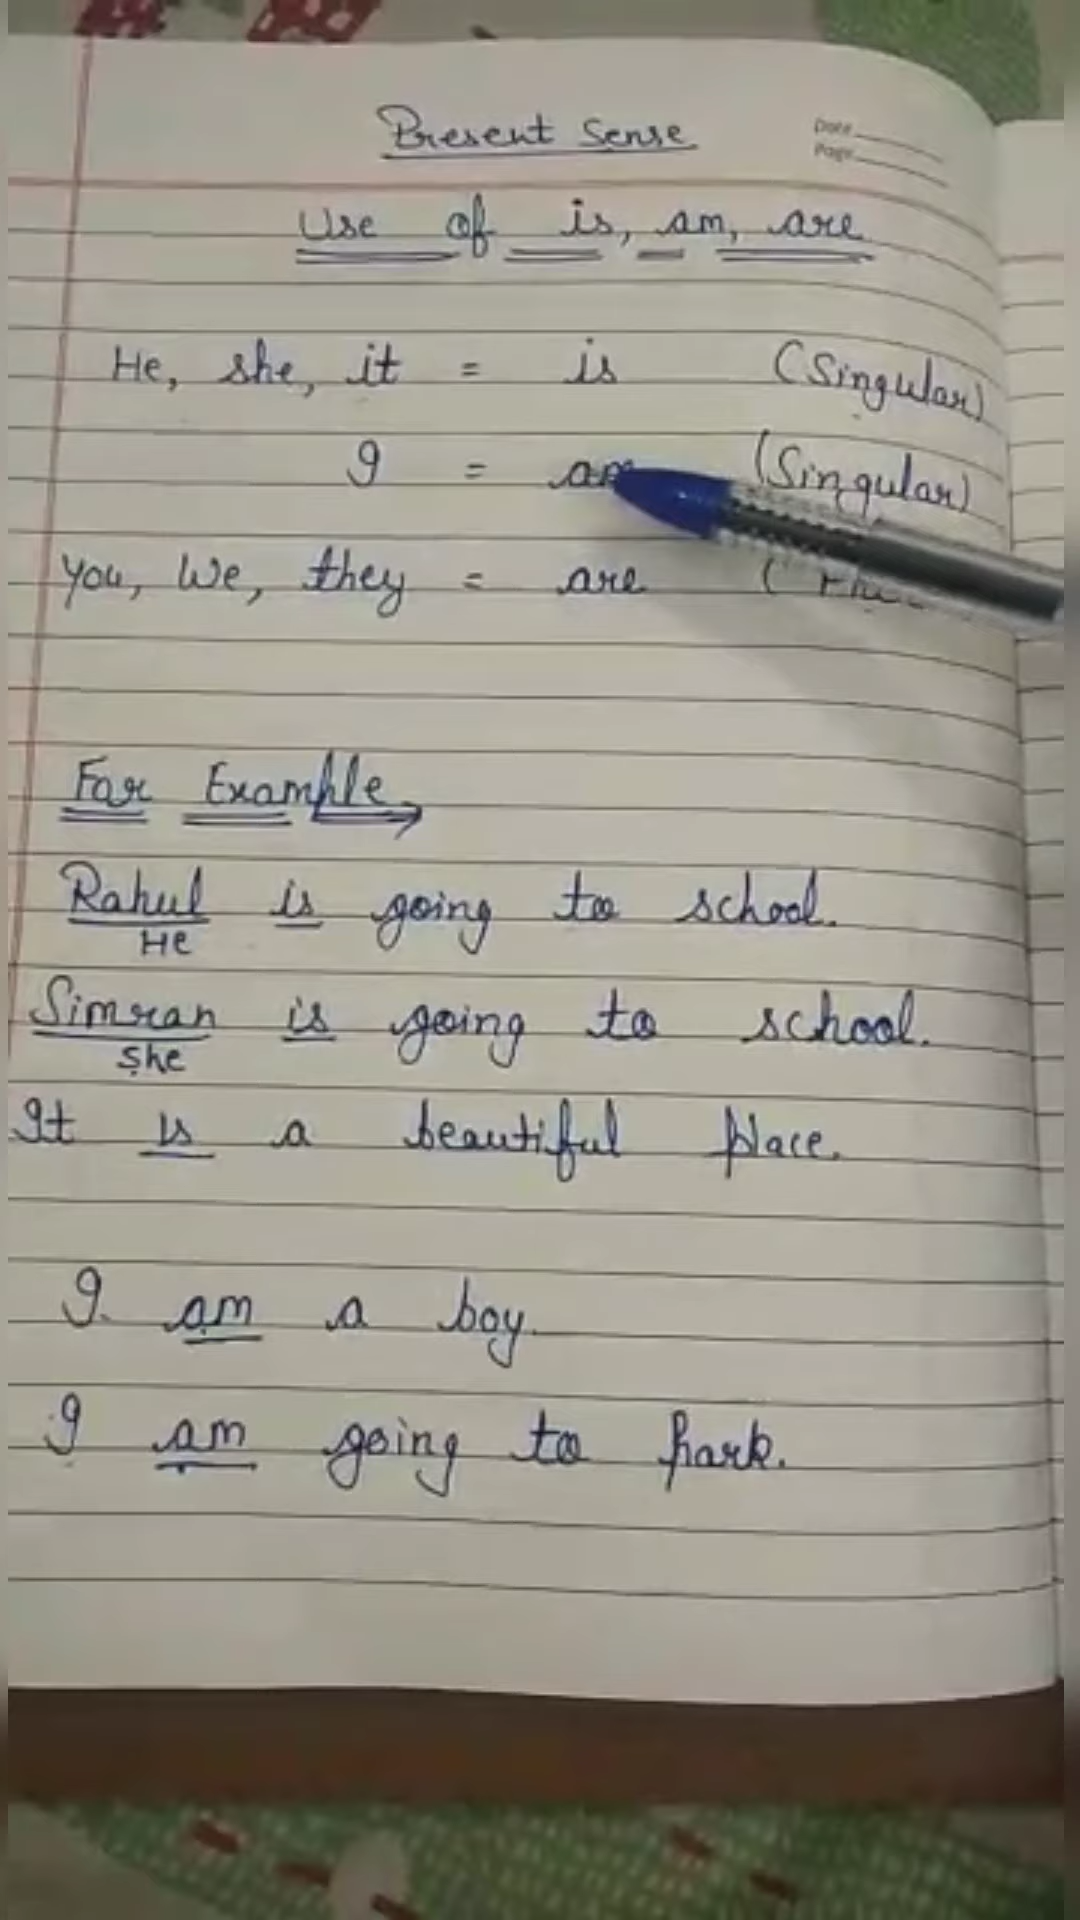 Present Sense
Date
Page
Use of is, am, are
He, she, it = is (Singular)
I = am (Singular)
You, We, they = are
For Example
Rahul is going to school.
He
Simran is going to school.
She
It is a beautiful place.
I am a boy.
I am going to park.